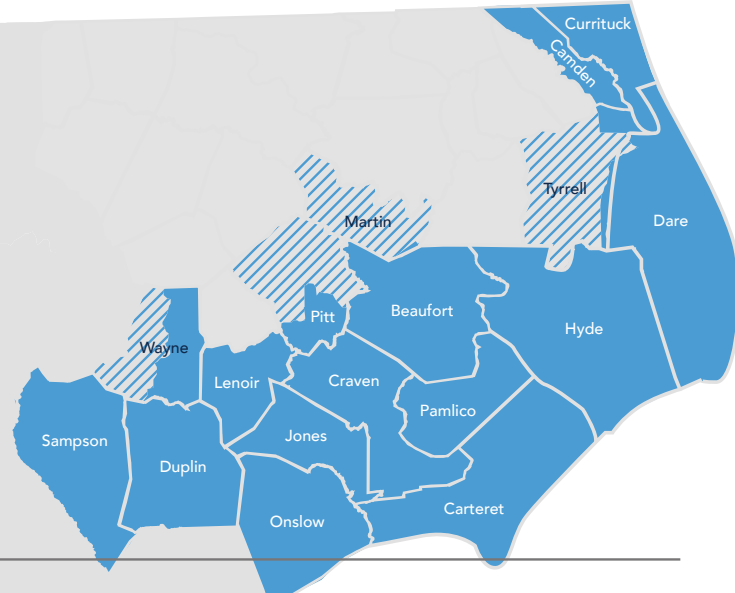 Currituck
Camden
Tyrrell
Dare
Martin
Beaufort
Pitt
Hyde
Wayne
Lenoir
Craven
Pamlico
Jones
Sampson
Duplin
Carteret
Onslow